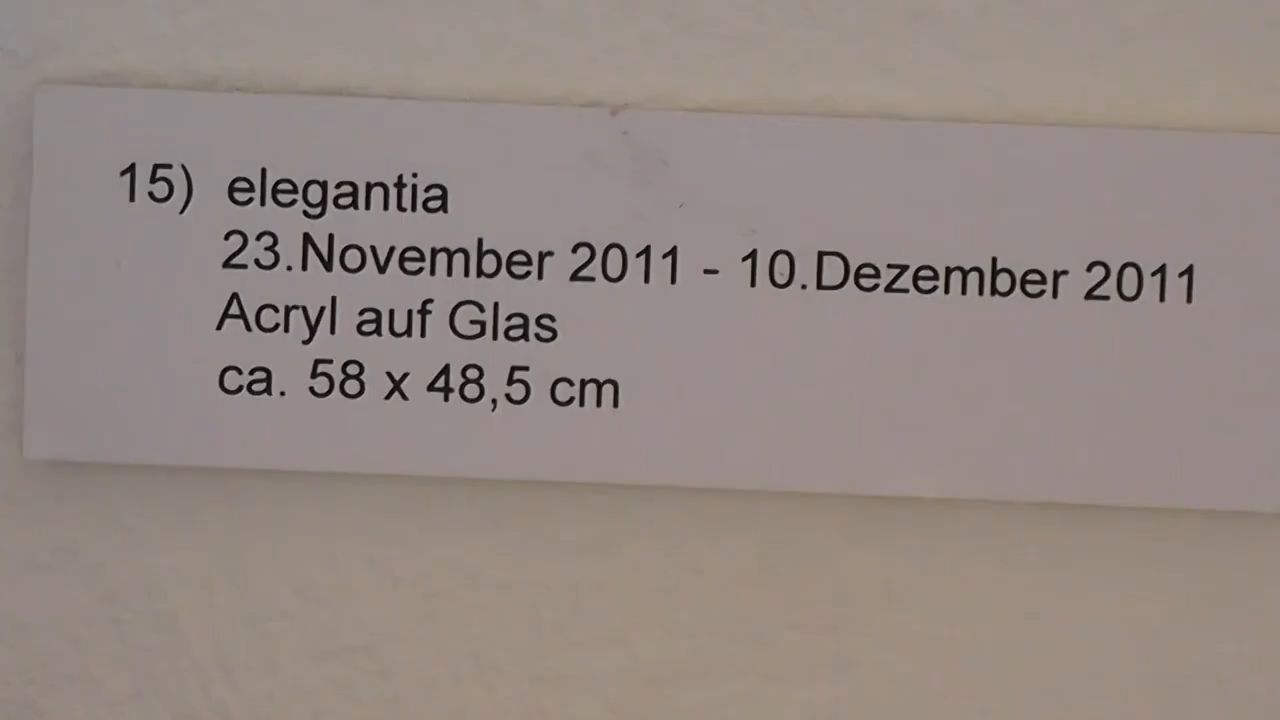 15) elegantia
23.November 2011 - 10.Dezember 2011
Acryl auf Glas
ca. 58 x 48,5 cm